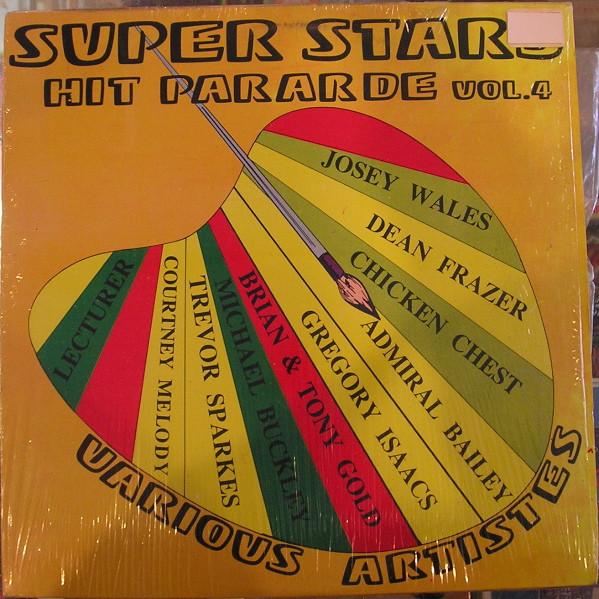 SUPER STARS
HIT PARARDE VOL.4
JOSEY WALES
DEAN FRAZER
CHICKEN CHEST
ADMIRAL BAILEY
GREGORY ISAACS
BRIAN & TONY GOLD
MICHAEL BUCKLEY
TREVOR SPARKES
COURTNEY MELODY
LECTURER
VARIOUS ARTISTES